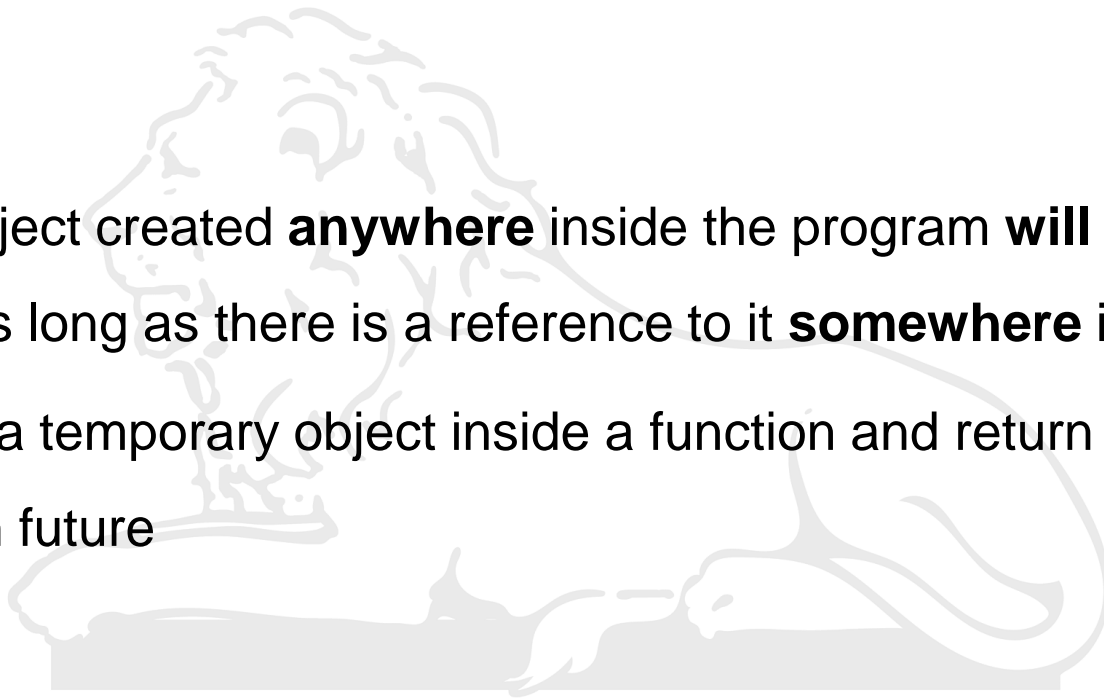 ject created anywhere inside the program will
s long as there is a reference to it somewhere i
a temporary object inside a function and return
future